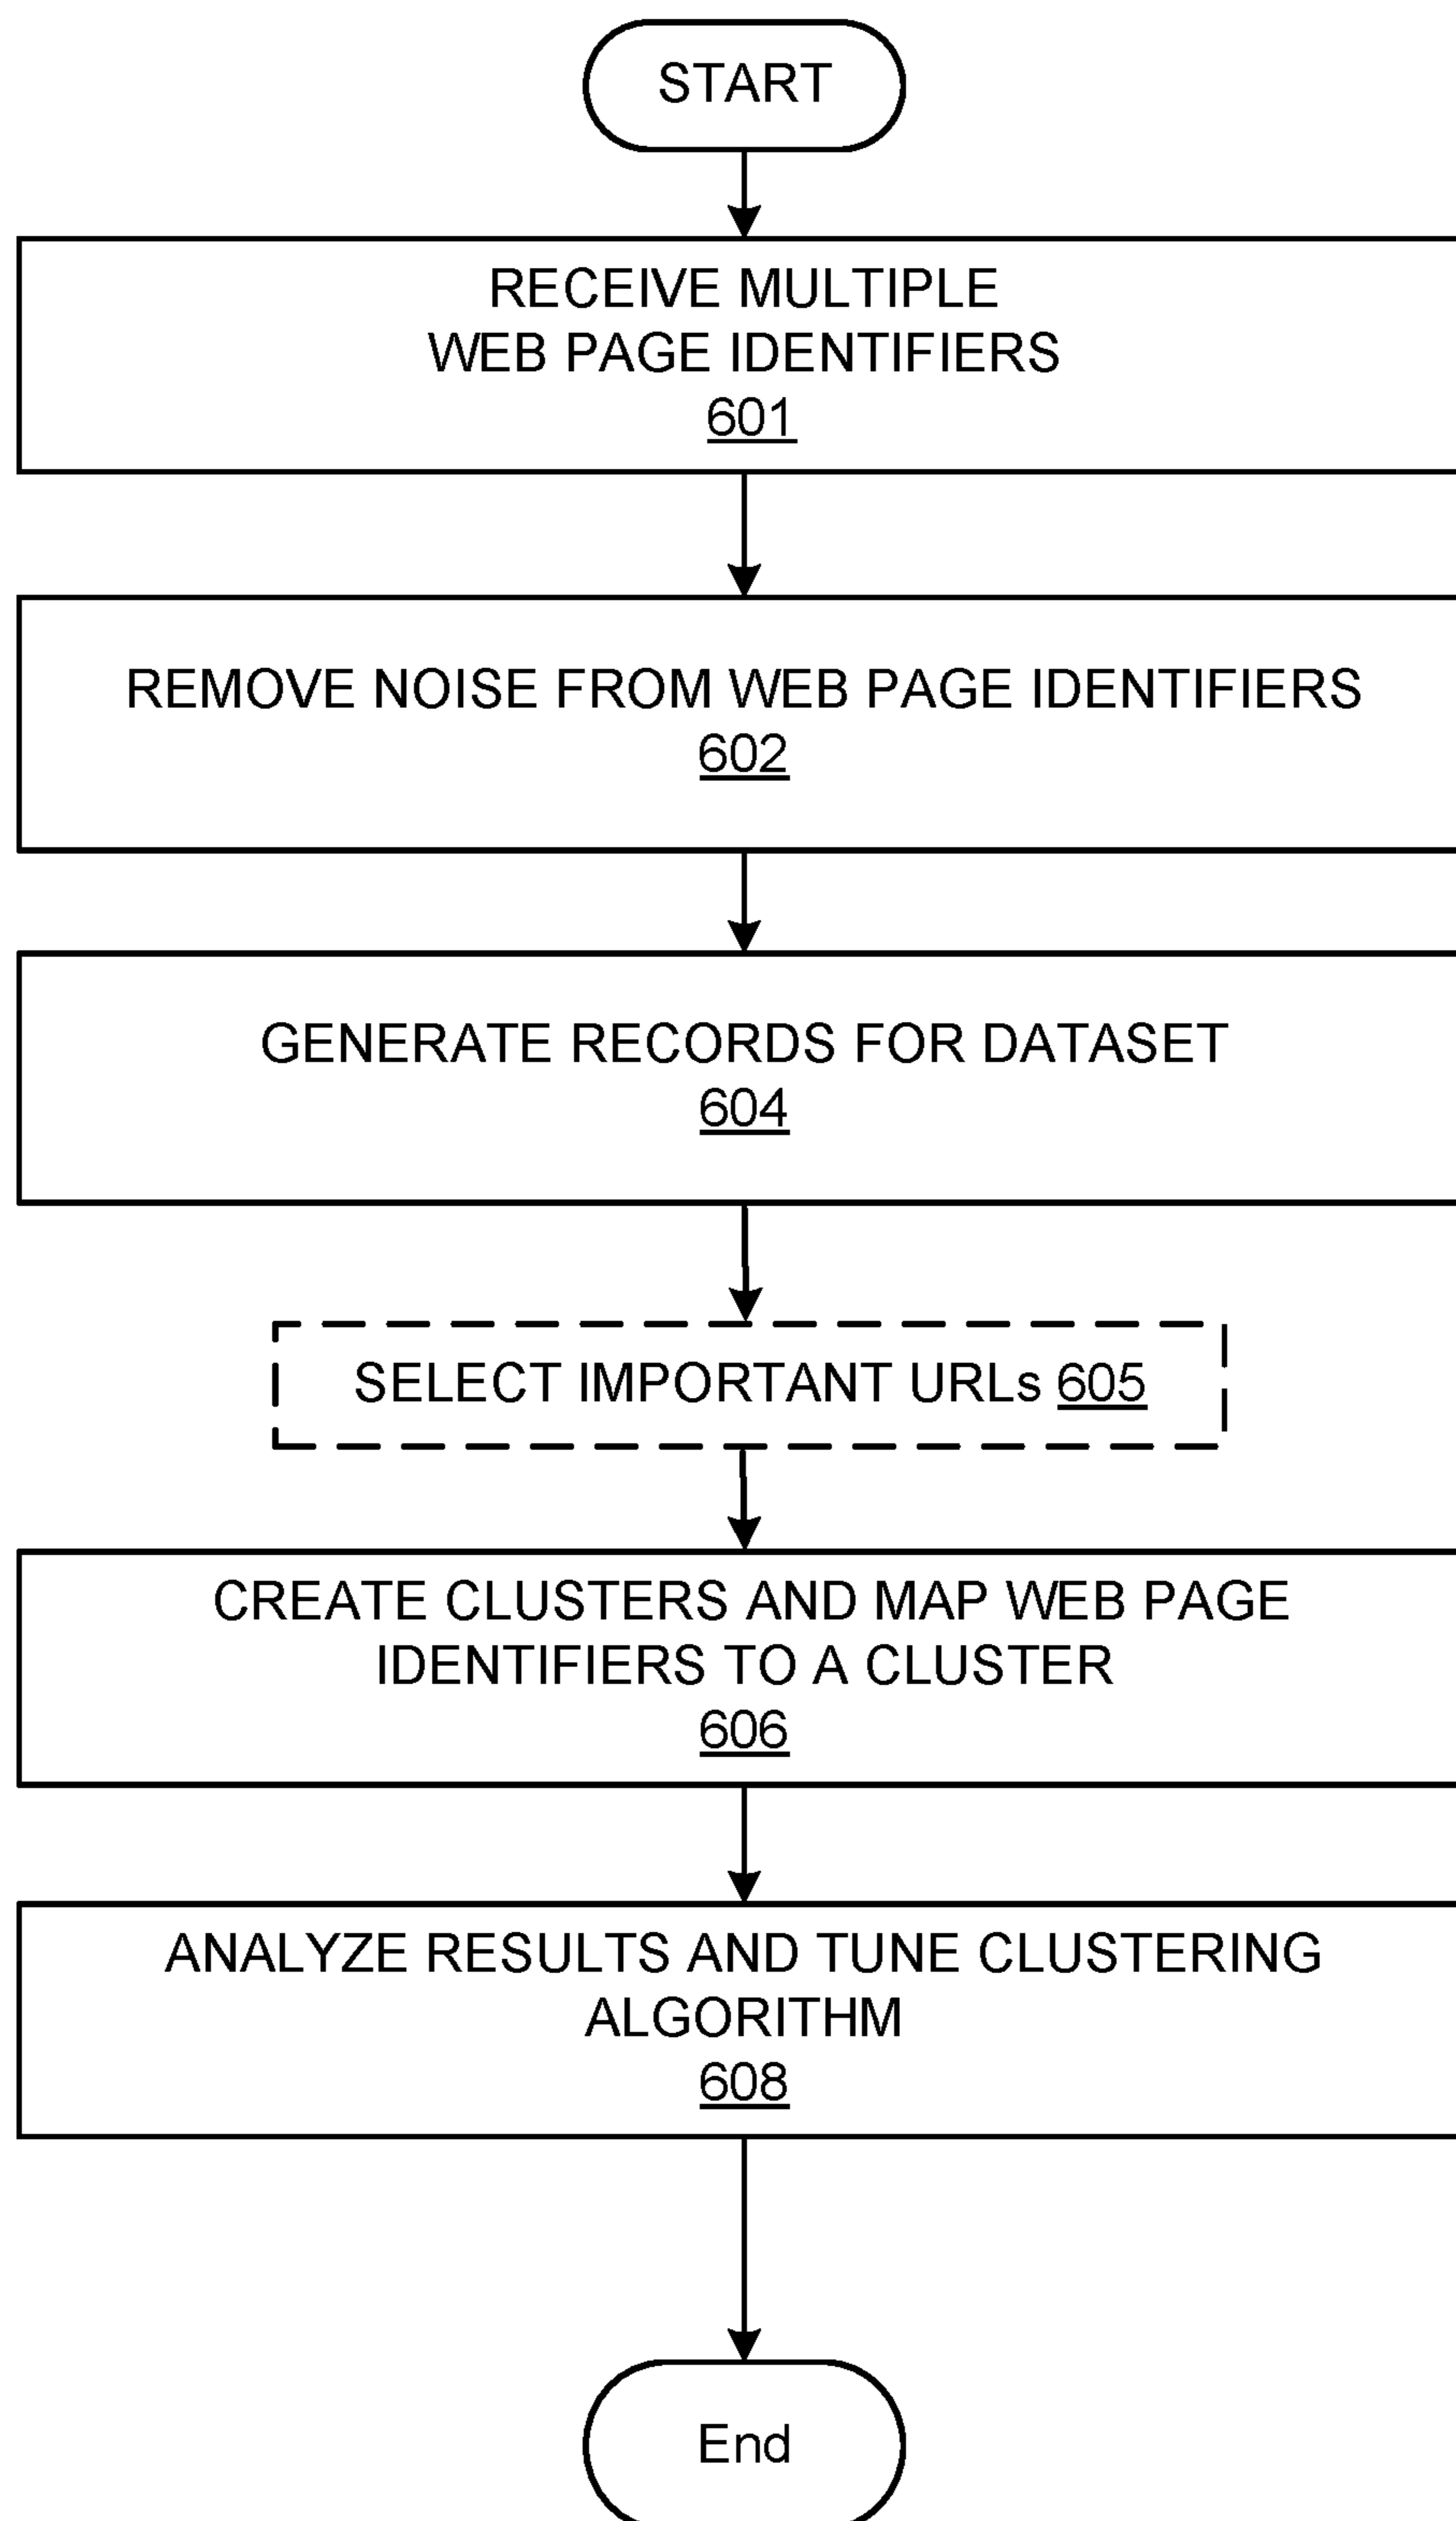 START
RECEIVE MULTIPLE
WEB PAGE IDENTIFIERS
601
REMOVE NOISE FROM WEB PAGE IDENTIFIERS
602
GENERATE RECORDS FOR DATASET
604
SELECT IMPORTANT URLs 605
CREATE CLUSTERS AND MAP WEB PAGE
IDENTIFIERS TO A CLUSTER
606
ANALYZE RESULTS AND TUNE CLUSTERING
ALGORITHM
608
End